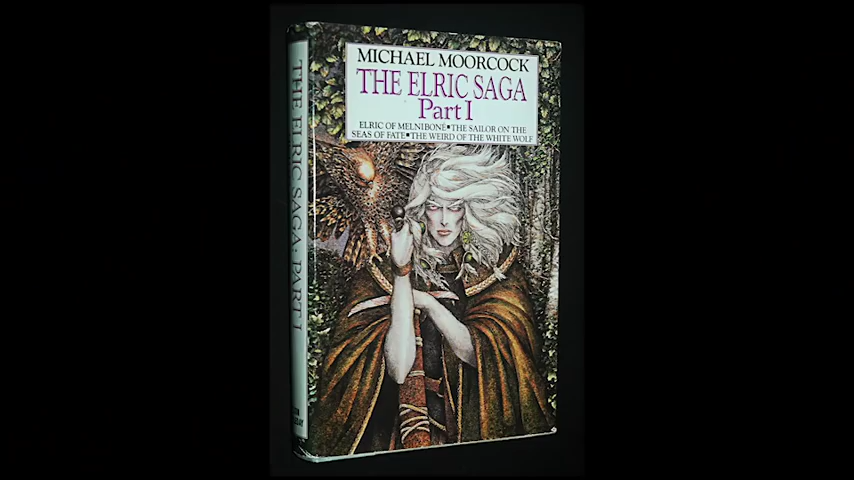 MICHAEL MOORCOCK
THE ELRIC SAGA
Part I
ELRIC OF MELNIBONÉ•THE SAILOR ON THE
SEAS OF FATE•THE WEIRD OF THE WHITE WOLF
THE ELRIC SAGA: PART I